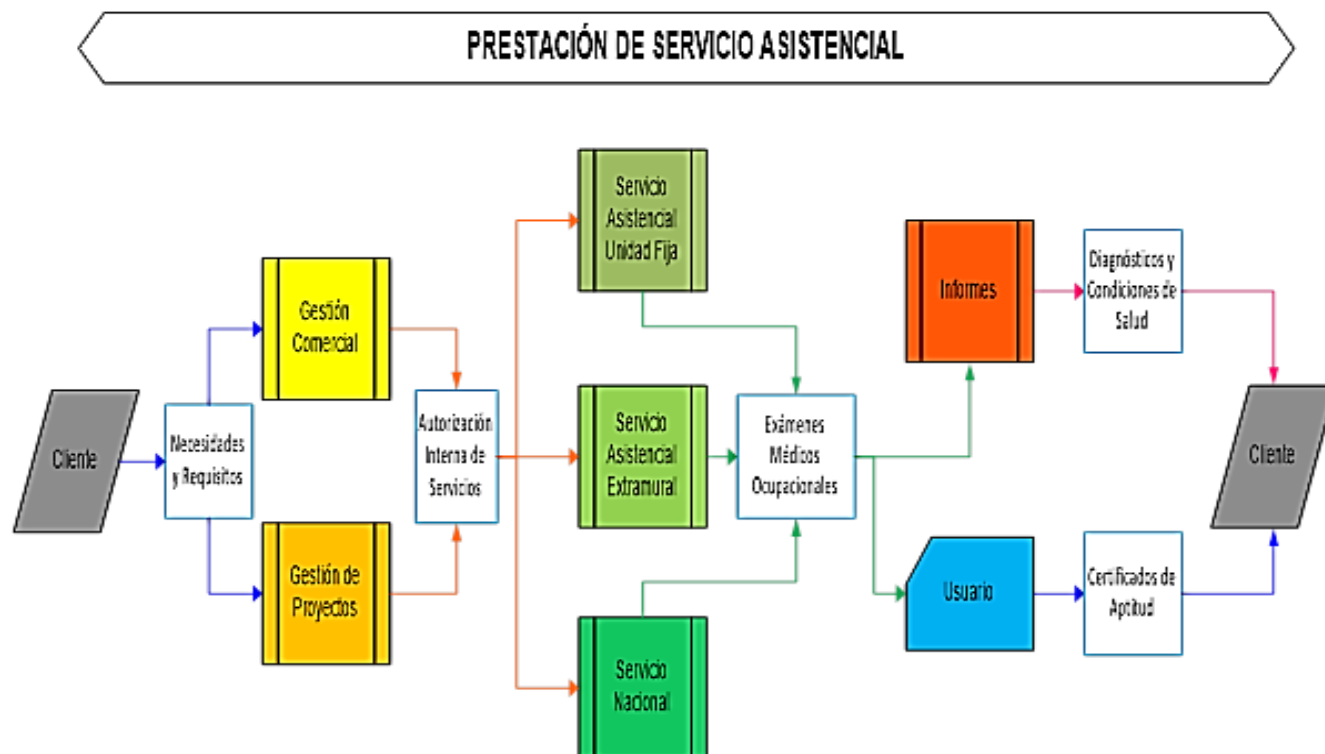 PRESTACIÓN DE SERVICIO ASISTENCIAL
Cliente
Necesidades
y Requisitos
Gestión
Comercial
Gestión de
Proyectos
Autorización
Interna de
Servicios
Servicio
Asistencial
Unidad Fija
Servicio
Asistencial
Extramural
Servicio
Nacional
Exámenes
Médicos
Ocupacionales
Informes
Usuario
Diagnósticos y
Condiciones de
Salud
Certificados de
Aptitud
Cliente